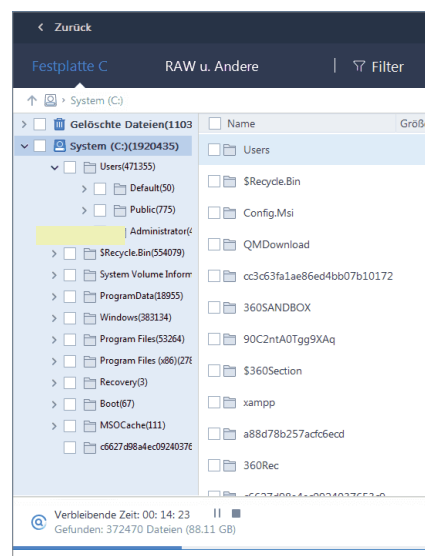 Zurück
Festplatte C
RAW u. Andere
Filter
System (C:)
Gelöschte Dateien(1103
System (C:)(1920435)
Users(471355)
Default(50)
Public(775)
Administrator(4
$Recycle.Bin(554079)
System Volume Inform
ProgramData(18955)
Windows(383134)
Program Files(53264)
Program Files (x86)(278
Recovery(3)
Boot(67)
MSOCache(111)
c6627d98a4ec09240376
Name
Größe
Users
$Recycle.Bin
Config.Msi
QMDownload
cc3c63fa1ae86ed4bb07b10172
360SANDBOX
90C2ntA0Tgg9XAq
$360Section
xampp
a88d78b257acfc6ecd
360Rec
c6627d98a4ec0924037653c9
Verbleibende Zeit: 00: 14: 23
Gefunden: 372470 Dateien (88.11 GB)